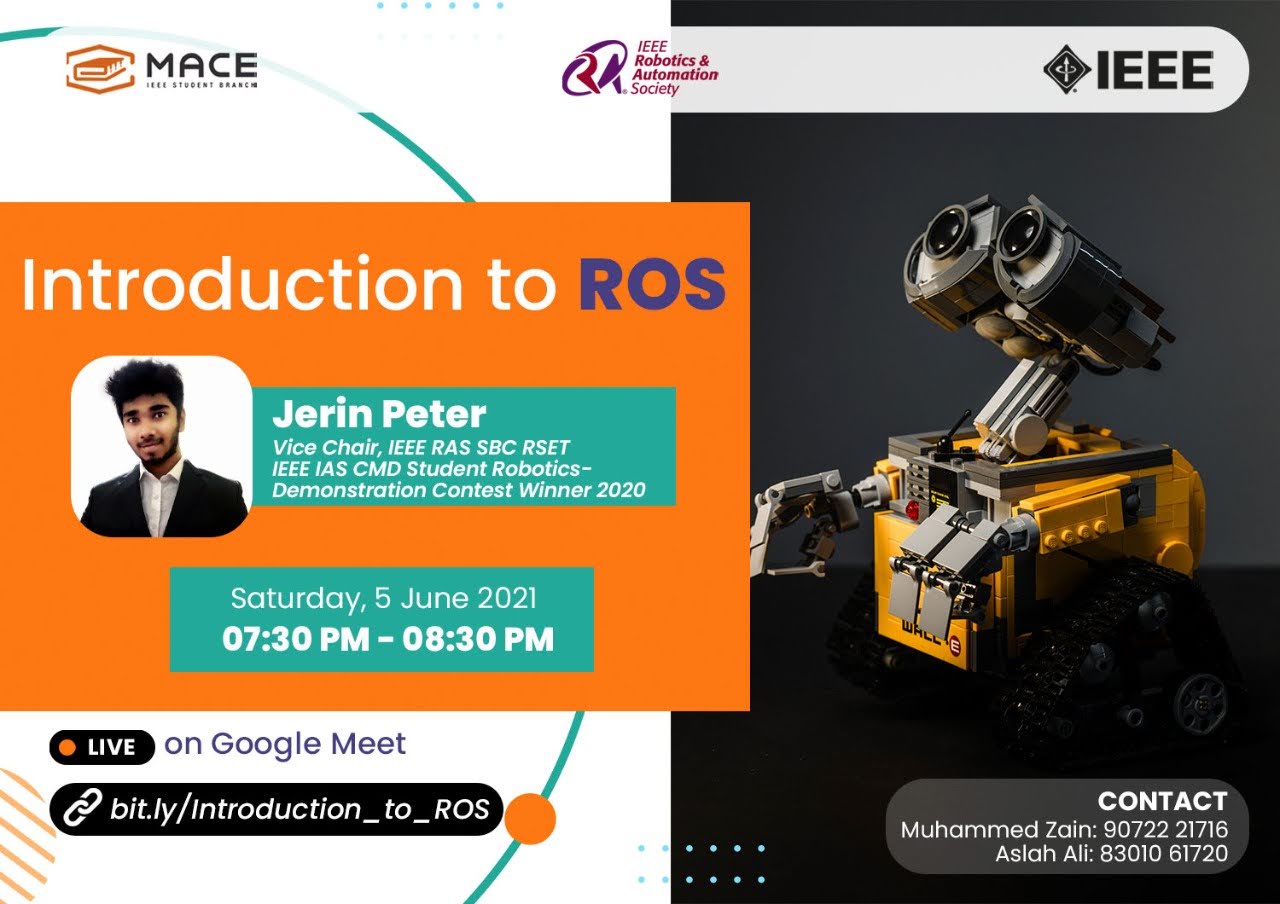 MACE
IEEE STUDENT BRANCH
IEEE
Robotics &
Automation
Society
IEEE
Introduction to ROS
Jerin Peter
Vice Chair, IEEE RAS SBC RSET
IEEE IAS CMD Student Robotics-
Demonstration Contest Winner 2020
Saturday, 5 June 2021
07:30 PM - 08:30 PM
LIVE on Google Meet
bit.ly/Introduction_to_ROS
WALL•E
CONTACT
Muhammed Zain: 90722 21716
Aslah Ali: 83010 61720